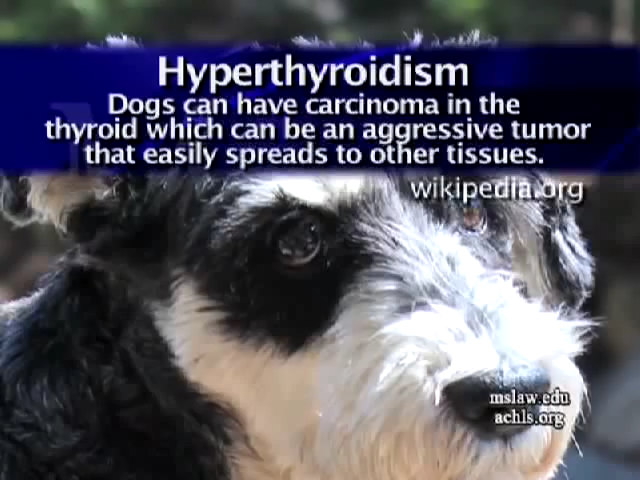 Hyperthyroidism
Dogs can have carcinoma in the
thyroid which can be an aggressive tumor
that easily spreads to other tissues.
wikipedia.org
mslaw.edu
achls.org